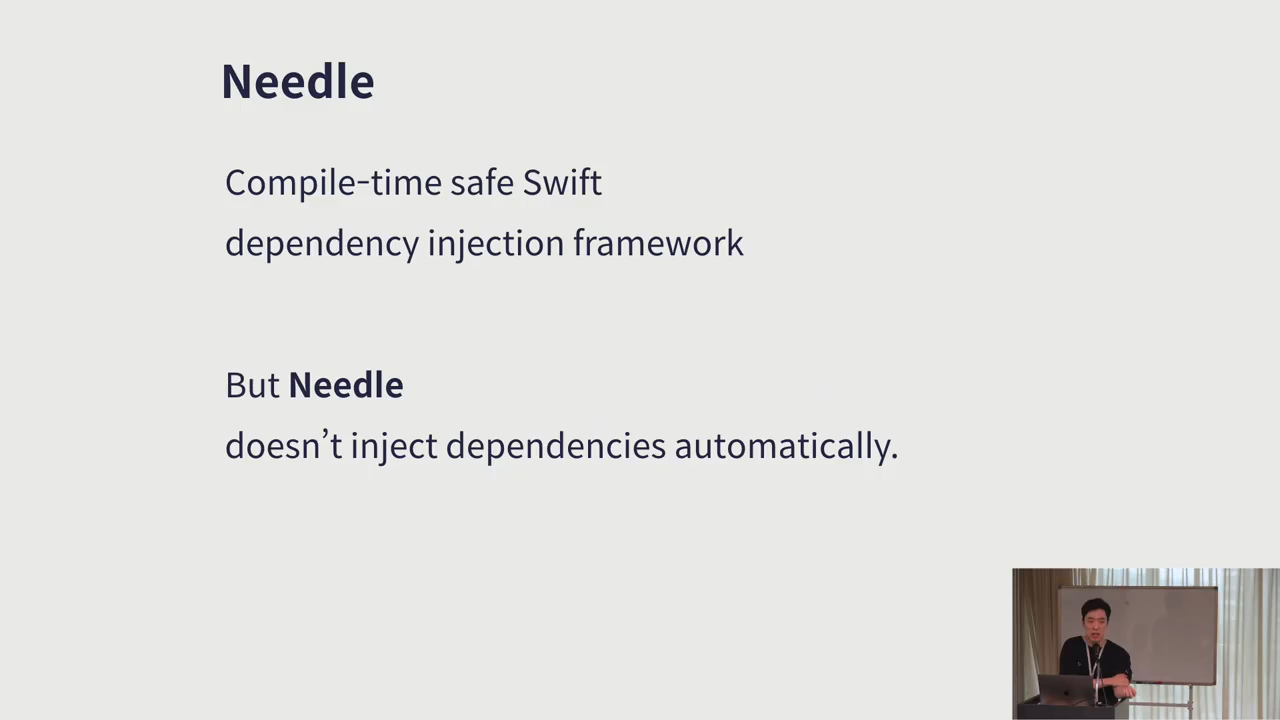 Needle
Compile-time safe Swift
dependency injection framework
But Needle
doesn’t inject dependencies automatically.